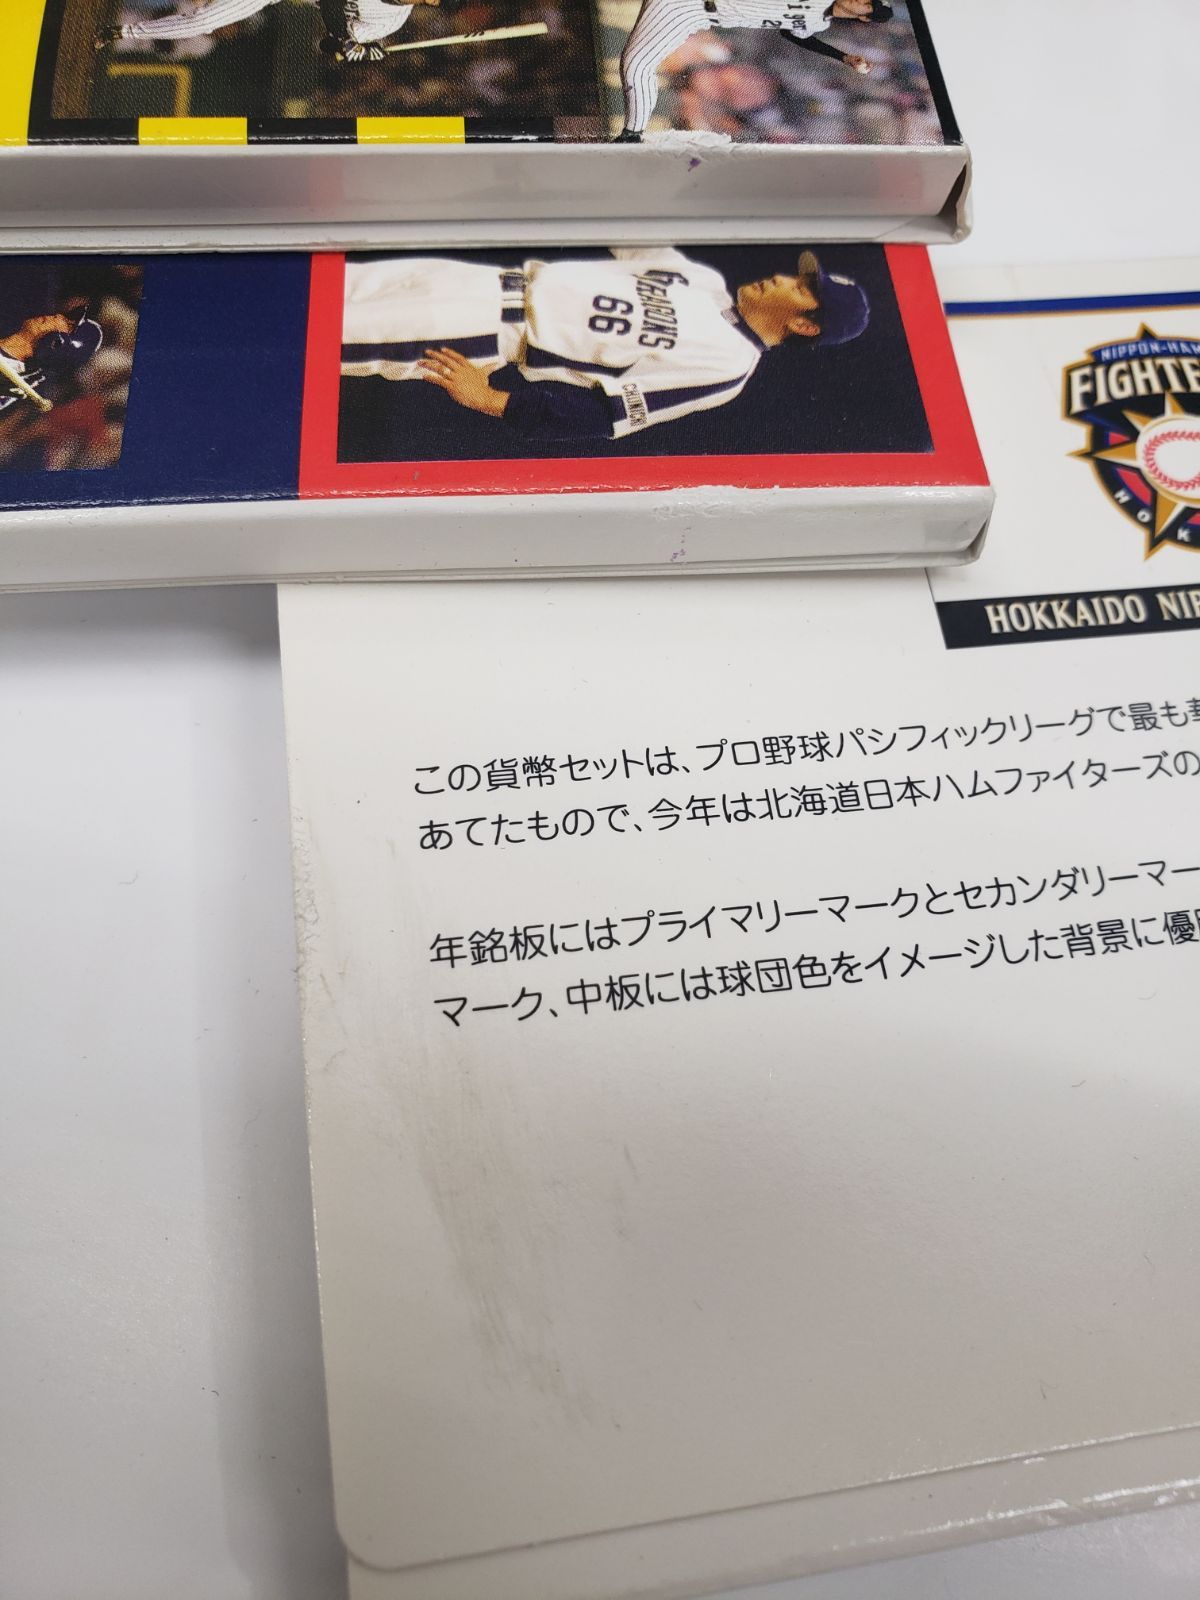 DRAGONS
66
CHUNICHI
HOKKAIDO
この貨幣セットは、プロ野球パシフィックリーグで最も
あてたもので、今年は北海道日本ハムファイターズの
年銘板にはプライマリーマークとセカンダリーマー
マーク、中板には球団色をイメージした背景に優